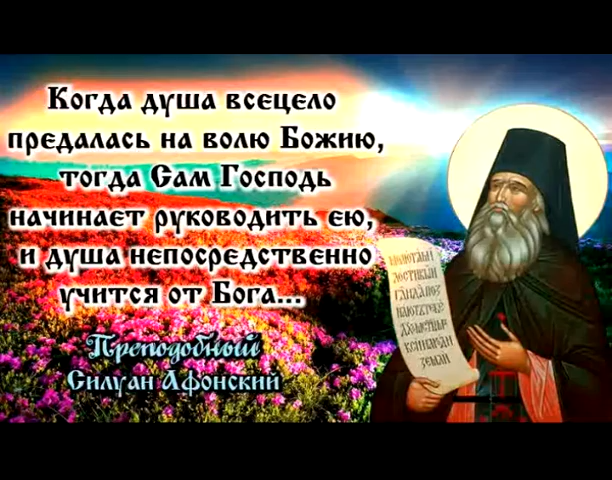 Когда душа всецело
предалась на волю Божию,
тогда Сам Господь
начинает руководить ею,
и душа непосредственно
учится от Бога...
Преподобный
Силуан Афонский